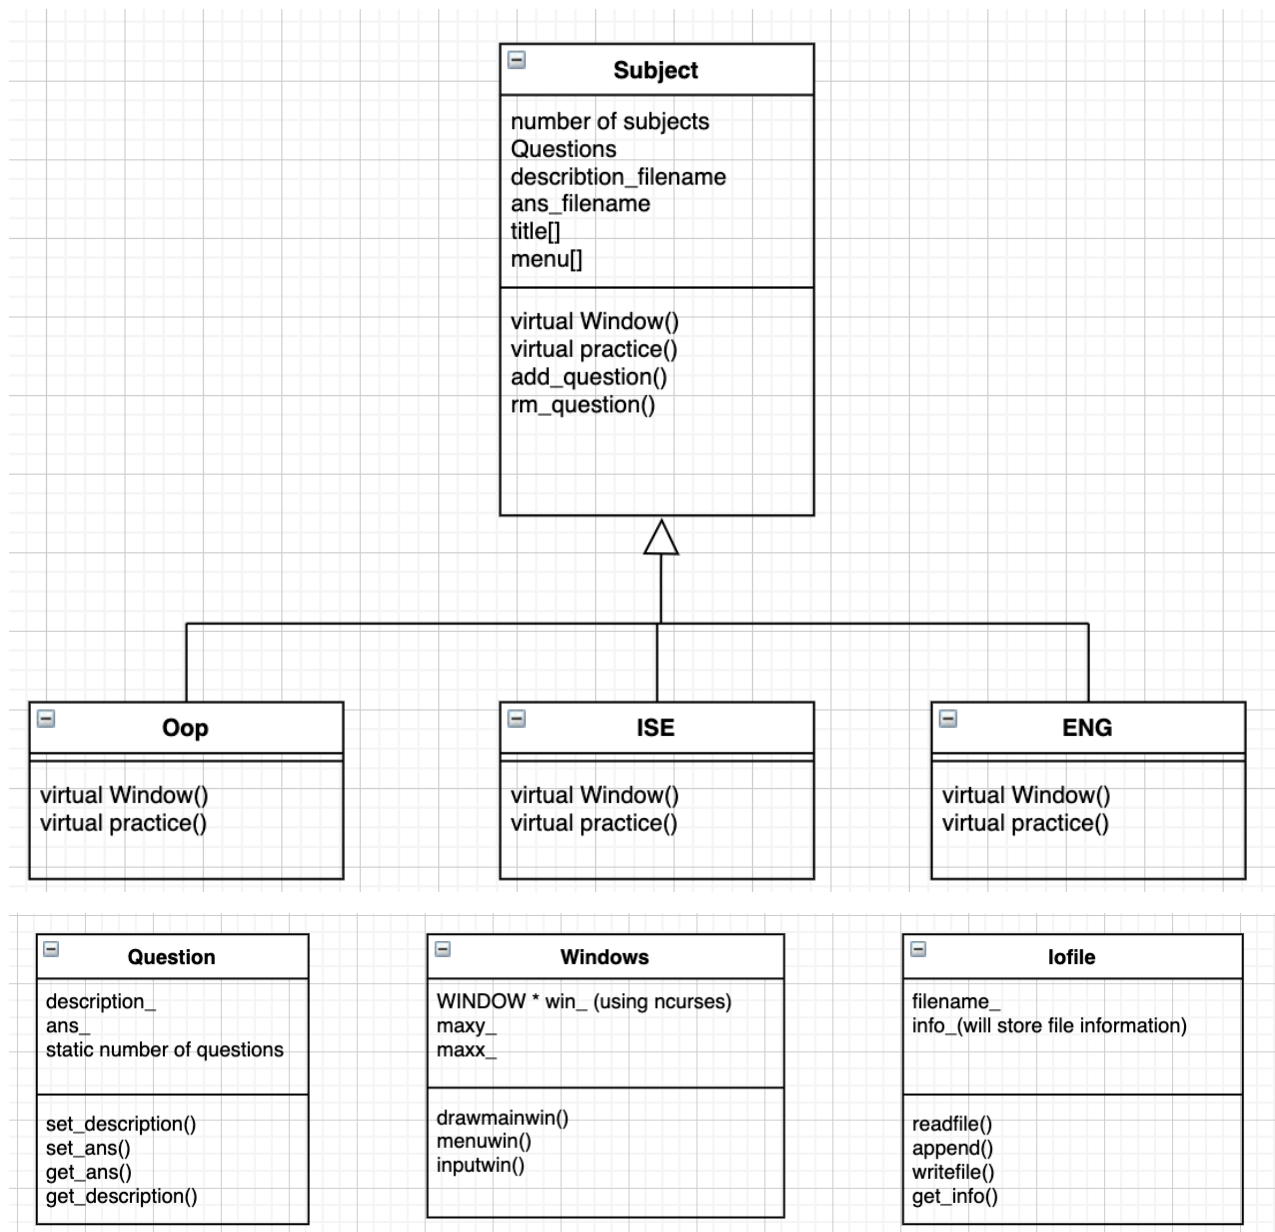 Subject
number of subjects
Questions
describtion_filename
ans_filename
title[]
menu[]
virtual Window()
virtual practice()
add_question()
rm_question()
Oop
virtual Window()
virtual practice()
ISE
virtual Window()
virtual practice()
ENG
virtual Window()
virtual practice()
Question
description_
ans_
static number of questions
set_description()
set_ans()
get_ans()
get_description()
Windows
WINDOW * win_ (using ncurses)
maxy_
maxx_
drawmainwin()
menuwin()
inputwin()
Iofile
filename_
info_(will store file information)
readfile()
append()
writefile()
get_info()